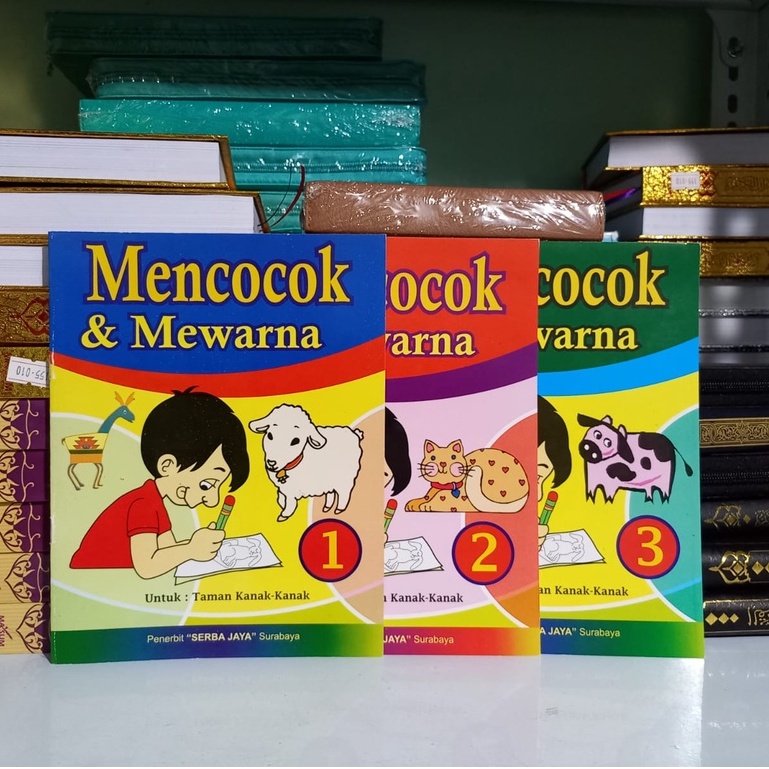 Mencocok
& Mewarna
1
Untuk : Taman Kanak-Kanak
Penerbit "SERBA JAYA" Surabaya
cocok
warna
2
Kanak-Kanak
JAYA" Surabaya
cocok
warna
3
an Kanak-Kanak
BA JAYA" Surabaya